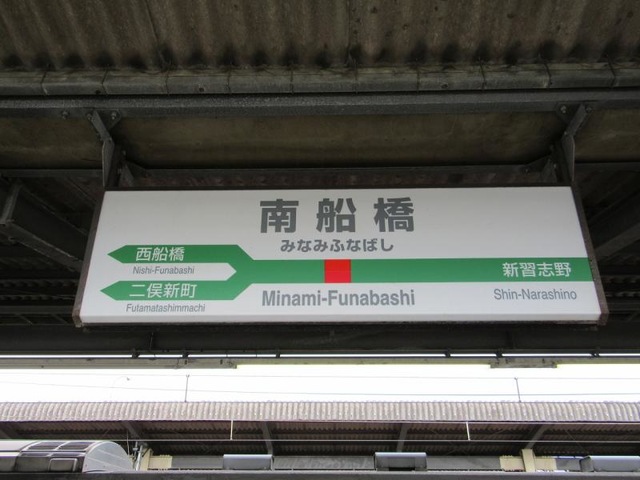 南船橋
みなみふなばし
西船橋
Nishi-Funabashi
二俣新町
Futamatashimmachi
Minami-Funabashi
新習志野
Shin-Narashino